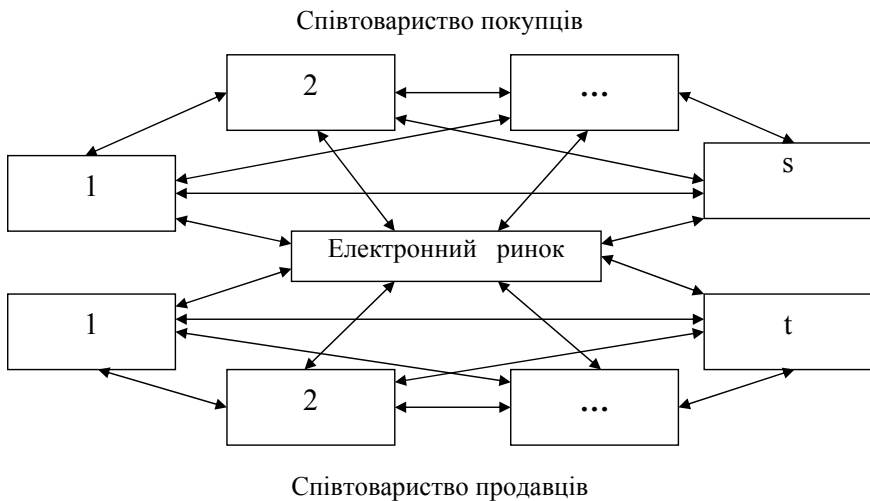 Співтовариство покупців
2
...
1
s
Електронний ринок
1
t
2
...
Співтовариство продавців